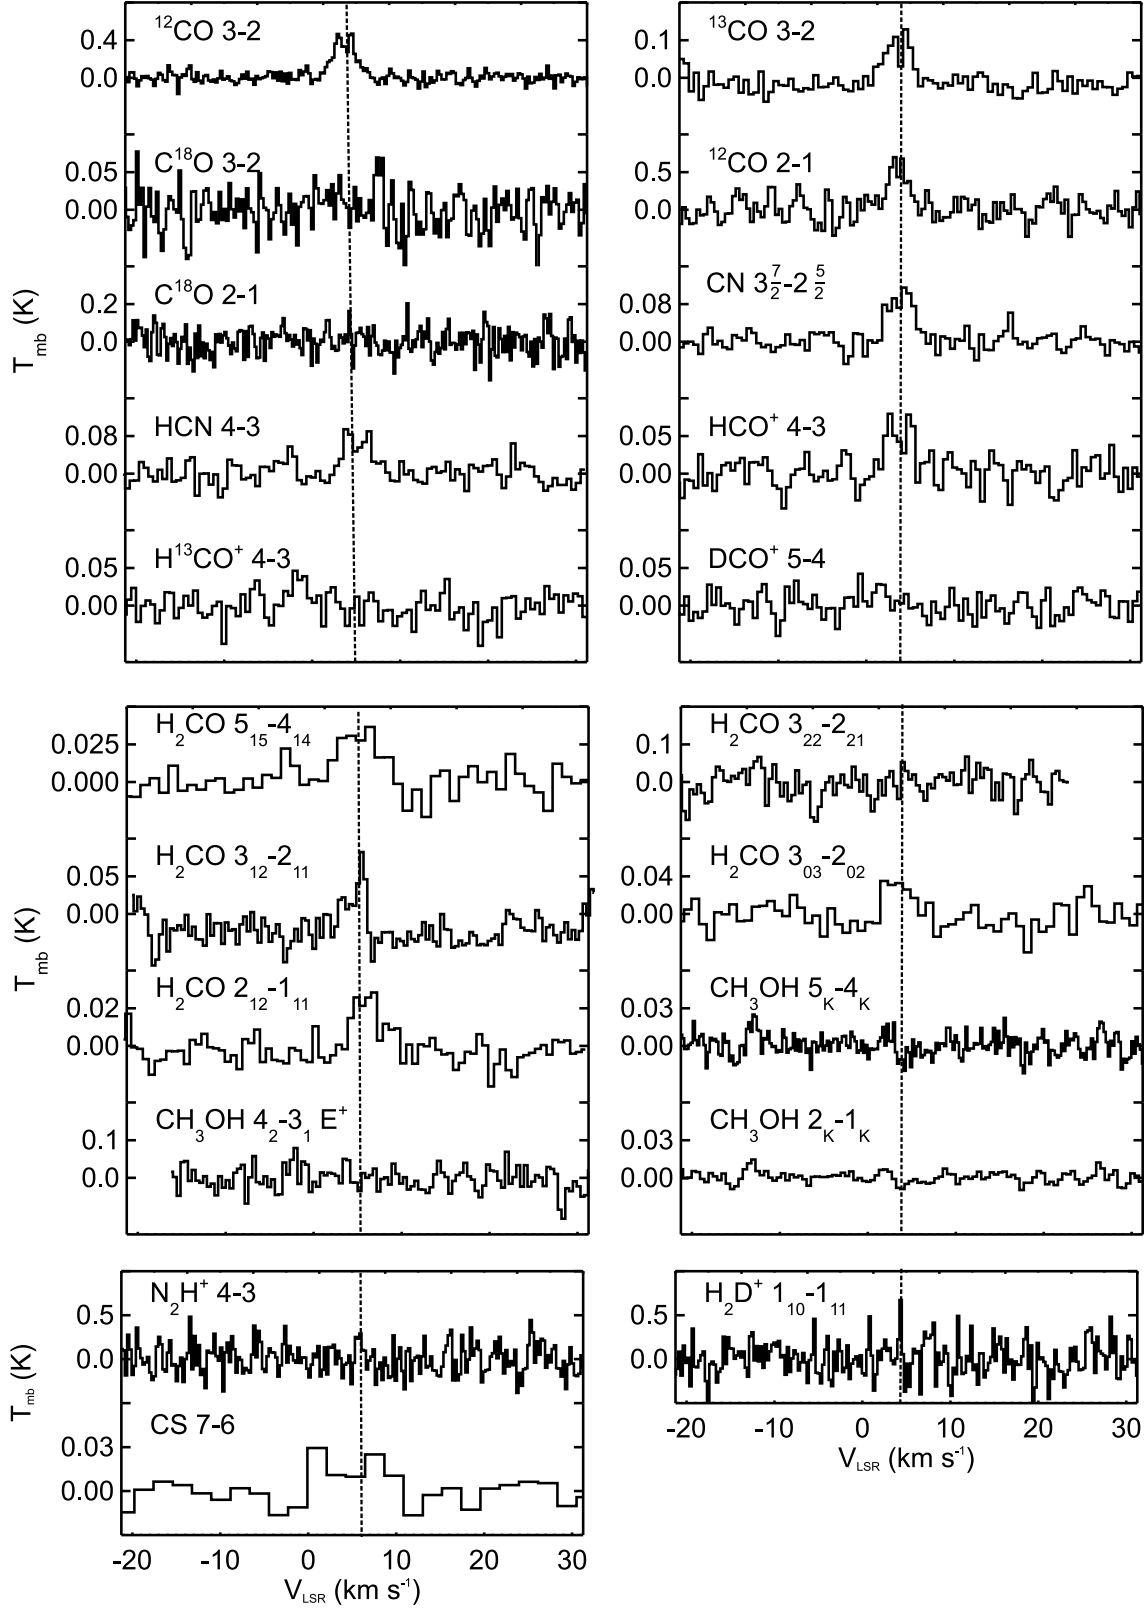 ¹²CO 3-2
0.4
0.0
C¹⁸O 3-2
0.05
0.00
C¹⁸O 2-1
0.2
0.0
HCN 4-3
0.08
0.00
H¹³CO⁺ 4-3
0.05
0.00
T_mb (K)
¹³CO 3-2
0.1
0.0
¹²CO 2-1
0.5
0.0
CN 3 7/2-2 5/2
0.08
0.00
HCO⁺ 4-3
0.05
0.00
DCO⁺ 5-4
0.05
0.00
H₂CO 5₁₅-4₁₄
0.025
0.000
H₂CO 3₁₂-2₁₁
0.05
0.00
H₂CO 2₁₂-1₁₁
0.02
0.00
CH₃OH 4₂-3₁ E⁺
0.1
0.0
T_mb (K)
H₂CO 3₂₂-2₂₁
0.1
0.0
H₂CO 3₀₃-2₀₂
0.04
0.00
CH₃OH 5_K-4_K
0.03
0.00
CH₃OH 2_K-1_K
0.03
0.00
N₂H⁺ 4-3
0.5
0.0
CS 7-6
0.03
0.00
T_mb (K)
-20 -10 0 10 20 30
V_LSR (km s⁻¹)
H₂D⁺ 1₁₀-1₁₁
0.5
0.0
-20 -10 0 10 20 30
V_LSR (km s⁻¹)